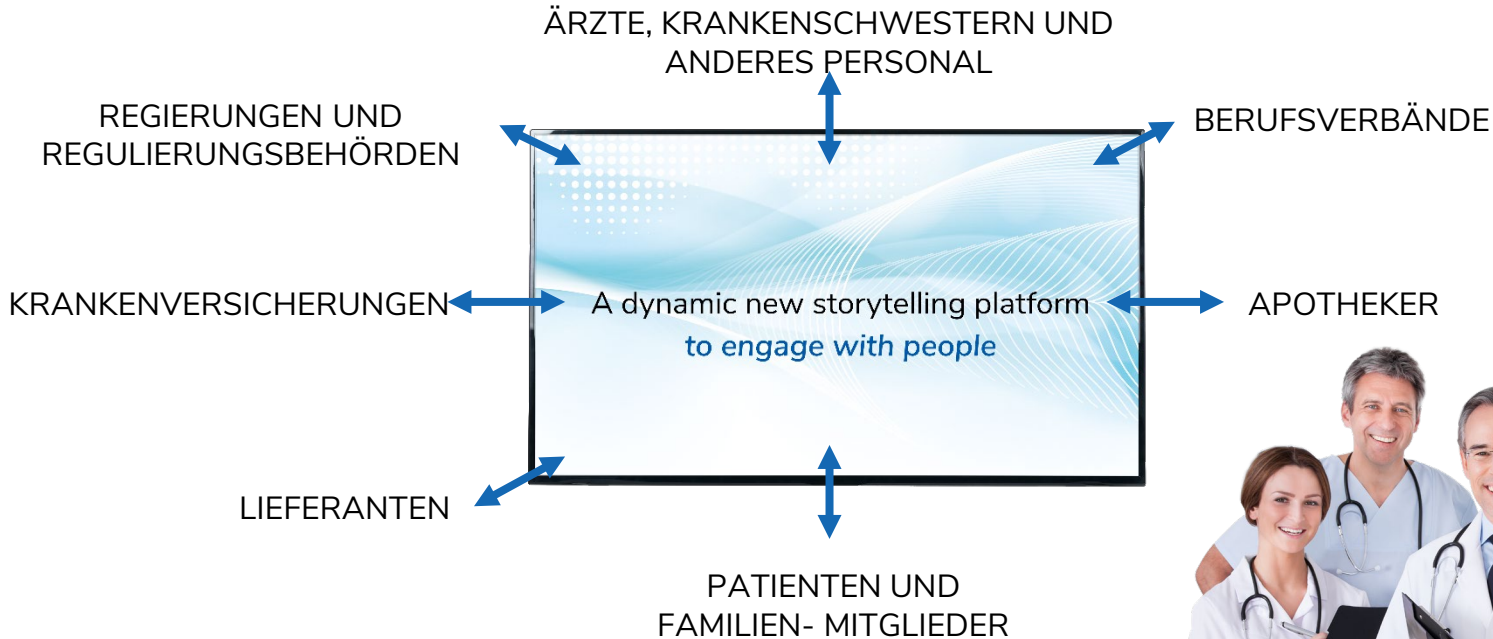 ÄRZTE, KRANKENSCHWESTERN UND
ANDERES PERSONAL
REGIERUNGEN UND
REGULIERUNGSBEHÖRDEN
BERUFSVERBÄNDE
KRANKENVERSICHERUNGEN
A dynamic new storytelling platform
to engage with people
APOTHEKER
LIEFERANTEN
PATIENTEN UND
FAMILIEN- MITGLIEDER